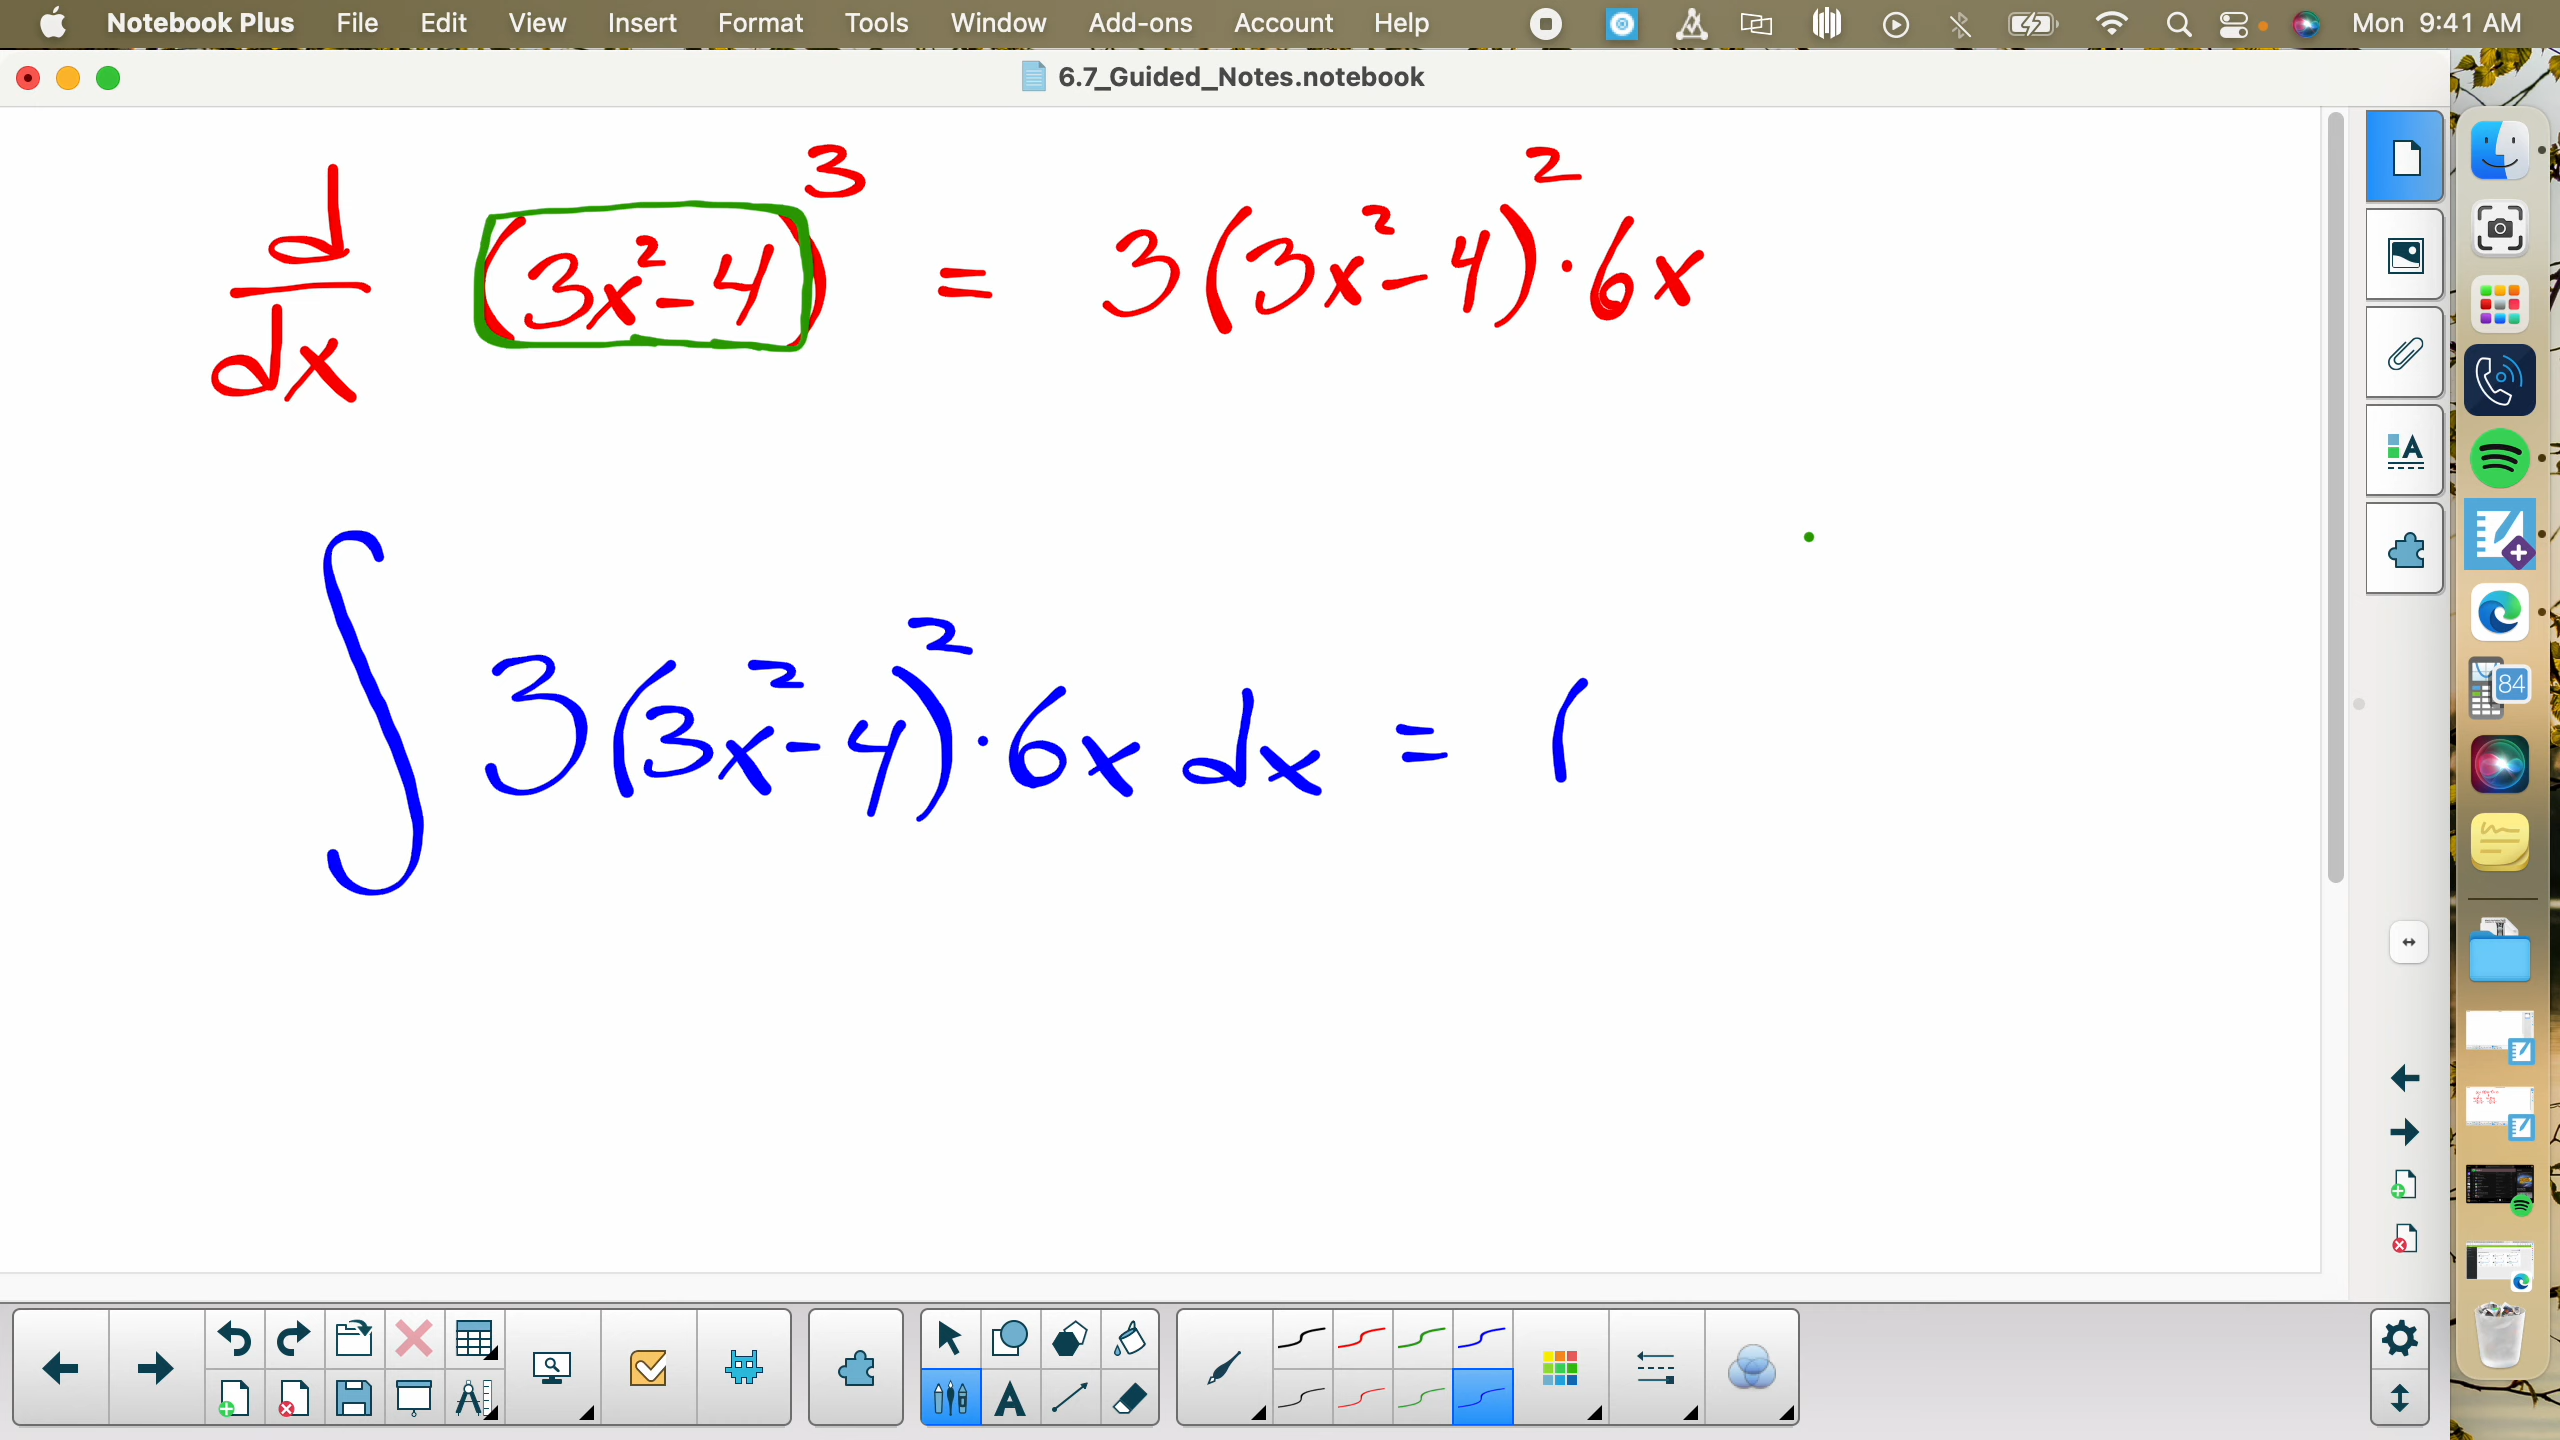 Notebook Plus File Edit View Insert Format Tools Window Add-ons Account Help Mon 9:41 AM
6.7_Guided_Notes.notebook
d/dx (3x²-4)³ = 3(3x²-4)²·6x
∫ 3(3x²-4)²·6x dx = (
A
84
A